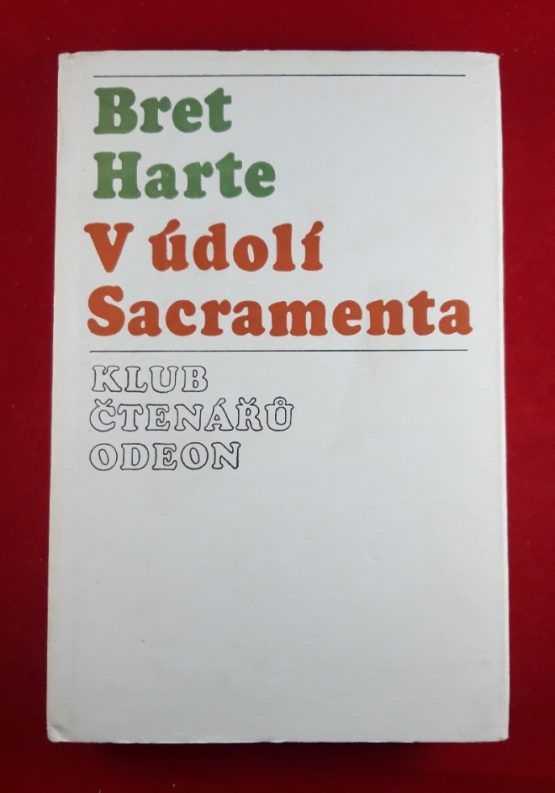 Bret
Harte
V údolí
Sacramenta
KLUB
ČTENÁŘŮ
ODEON